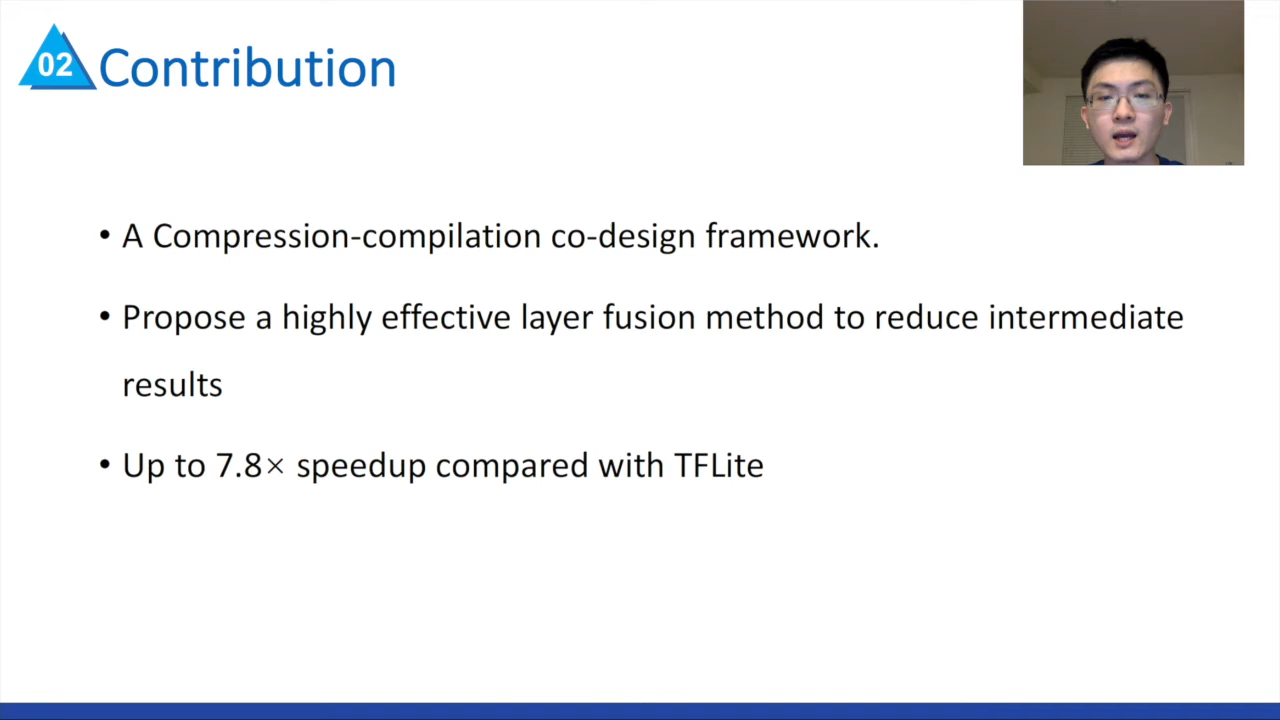 02
Contribution
• A Compression-compilation co-design framework.
• Propose a highly effective layer fusion method to reduce intermediate
results
• Up to 7.8× speedup compared with TFLite